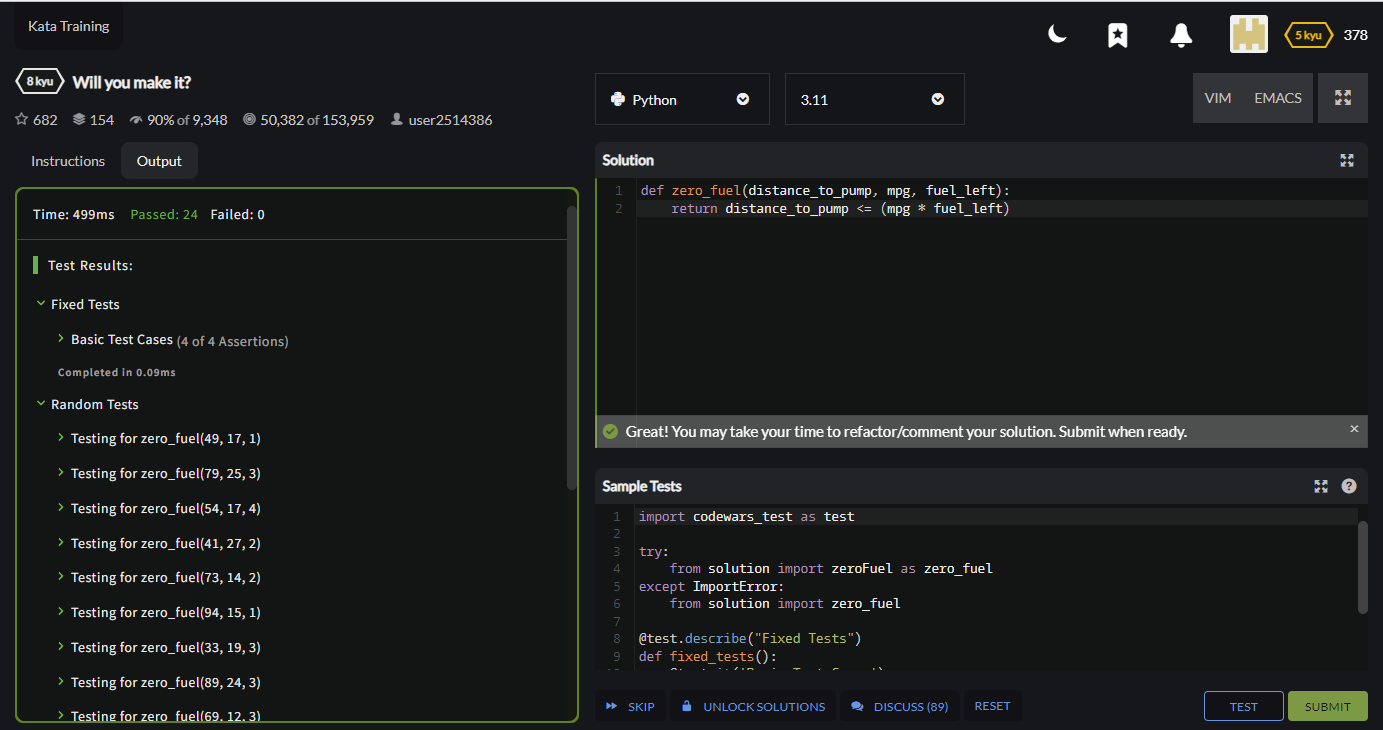 Kata Training
5 kyu 378
8 kyu Will you make it?
682 154 90% of 9,348 50,382 of 153,959 user2514386
Instructions Output
Time: 499ms Passed: 24 Failed: 0
Test Results:
Fixed Tests
Basic Test Cases (4 of 4 Assertions)
Completed in 0.09ms
Random Tests
Testing for zero_fuel(49, 17, 1)
Testing for zero_fuel(79, 25, 3)
Testing for zero_fuel(54, 17, 4)
Testing for zero_fuel(41, 27, 2)
Testing for zero_fuel(73, 14, 2)
Testing for zero_fuel(94, 15, 1)
Testing for zero_fuel(33, 19, 3)
Testing for zero_fuel(89, 24, 3)
Testing for zero_fuel(69, 12, 3)
Python 3.11 VIM EMACS
Solution
1 def zero_fuel(distance_to_pump, mpg, fuel_left):
2 return distance_to_pump <= (mpg * fuel_left)
Great! You may take your time to refactor/comment your solution. Submit when ready.
Sample Tests
1 import codewars_test as test
2
3 try:
4 from solution import zeroFuel as zero_fuel
5 except ImportError:
6 from solution import zero_fuel
7
8 @test.describe("Fixed Tests")
9 def fixed_tests():
SKIP UNLOCK SOLUTIONS DISCUSS (89) RESET TEST SUBMIT